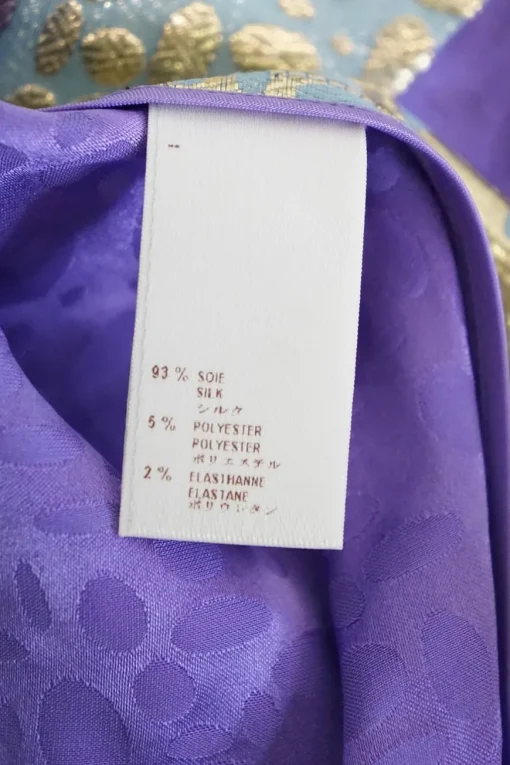 93 % SOIE
SILK
シルク
5 % POLYESTER
POLYESTER
ポリエステル
2 % ELASTHANNE
ELASTANE
ポリウレタン